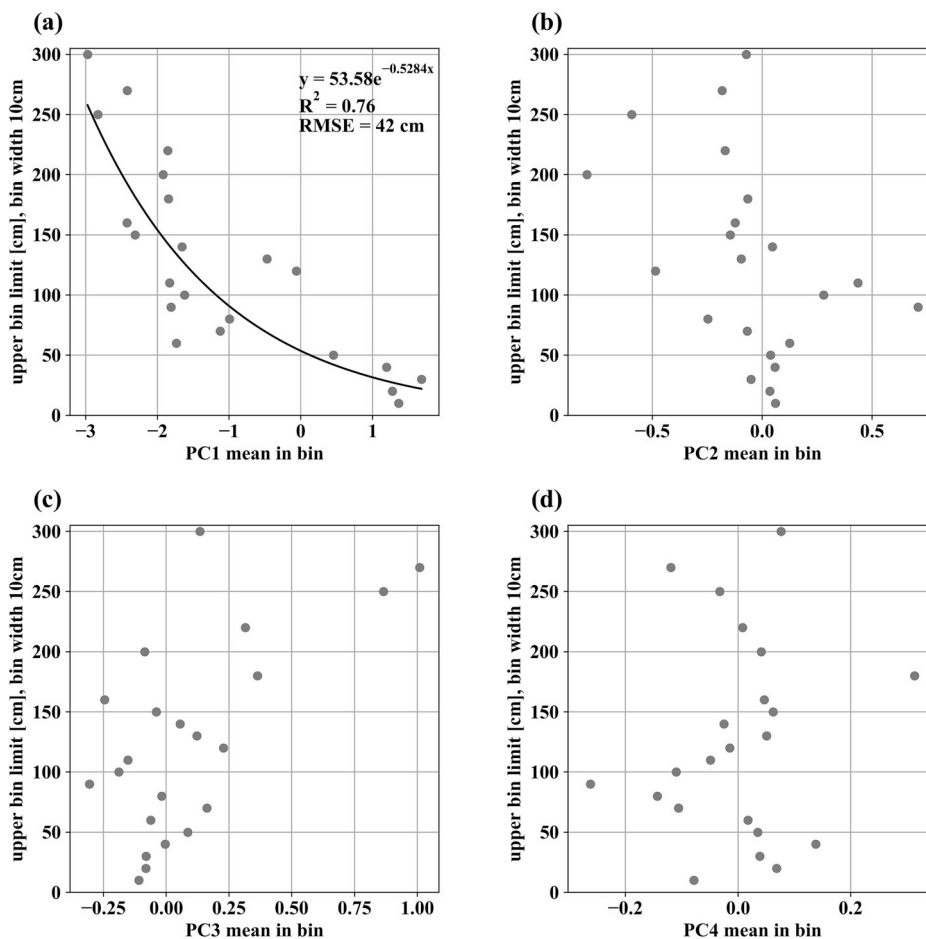 (a)
300
250
200
150
100
50
0
upper bin limit [cm], bin width 10cm
y = 53.58e^−0.5284x
R^2 = 0.76
RMSE = 42 cm
−3 −2 −1 0 1
PC1 mean in bin
(b)
300
250
200
150
100
50
0
upper bin limit [cm], bin width 10cm
−0.5 0.0 0.5
PC2 mean in bin
(c)
300
250
200
150
100
50
0
upper bin limit [cm], bin width 10cm
−0.25 0.00 0.25 0.50 0.75 1.00
PC3 mean in bin
(d)
300
250
200
150
100
50
0
upper bin limit [cm], bin width 10cm
−0.2 0.0 0.2
PC4 mean in bin